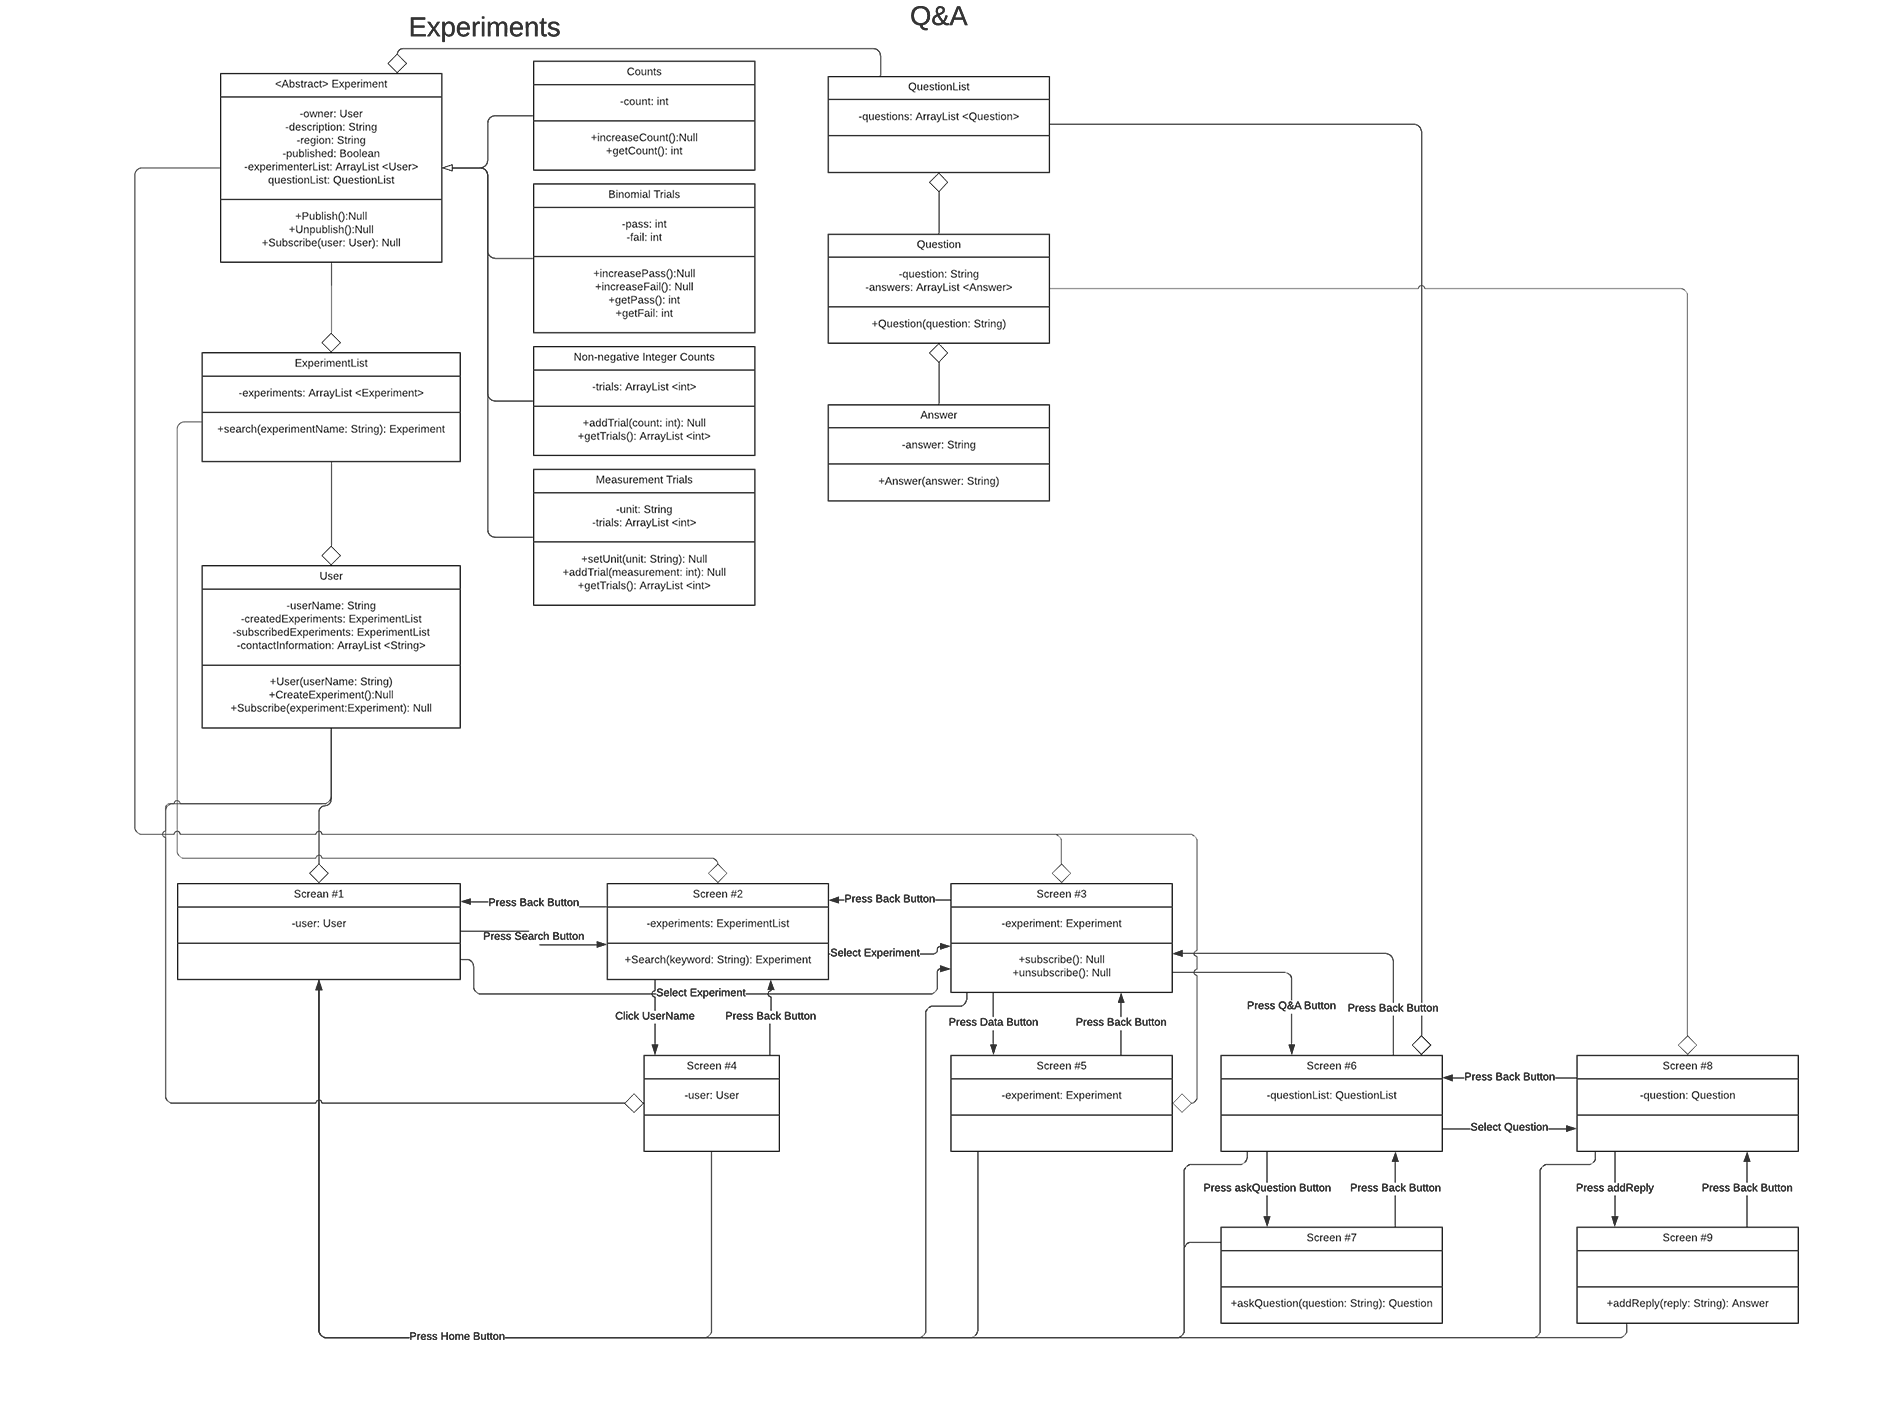 Experiments
Q&A
<Abstract> Experiment
-owner: User
-description: String
-region: String
-published: Boolean
-experimenterList: ArrayList <User>
questionList: QuestionList
+Publish():Null
+Unpublish():Null
+Subscribe(user: User): Null
Counts
-count: int
+increaseCount():Null
+getCount(): int
Binomial Trials
-pass: int
-fail: int
+increasePass():Null
+increaseFail(): Null
+getPass(): int
+getFail: int
Non-negative Integer Counts
-trials: ArrayList <int>
+addTrial(count: int): Null
+getTrials(): ArrayList <int>
Measurement Trials
-unit: String
-trials: ArrayList <int>
+setUnit(unit: String): Null
+addTrial(measurement: int): Null
+getTrials(): ArrayList <int>
QuestionList
-questions: ArrayList <Question>
Question
-question: String
-answers: ArrayList <Answer>
+Question(question: String)
Answer
-answer: String
+Answer(answer: String)
ExperimentList
-experiments: ArrayList <Experiment>
+search(experimentName: String): Experiment
User
-userName: String
-createdExperiments: ExperimentList
-subscribedExperiments: ExperimentList
-contactInformation: ArrayList <String>
+User(userName: String)
+CreateExperiment():Null
+Subscribe(experiment:Experiment): Null
Screan #1
-user: User
Press Back Button
Press Search Button
Screen #2
-experiments: ExperimentList
+Search(keyword: String): Experiment
Press Back Button
Select Experiment
Select Experiment
Screen #3
-experiment: Experiment
+subscribe(): Null
+unsubscribe(): Null
Click UserName
Press Back Button
Press Data Button
Press Back Button
Press Q&A Button
Press Back Button
Screen #4
-user: User
Screen #5
-experiment: Experiment
Screen #6
-questionList: QuestionList
Press Back Button
Select Question
Screen #8
-question: Question
Press askQuestion Button
Press Back Button
Press addReply
Press Back Button
Screen #7
+askQuestion(question: String): Question
Screen #9
+addReply(reply: String): Answer
Press Home Button